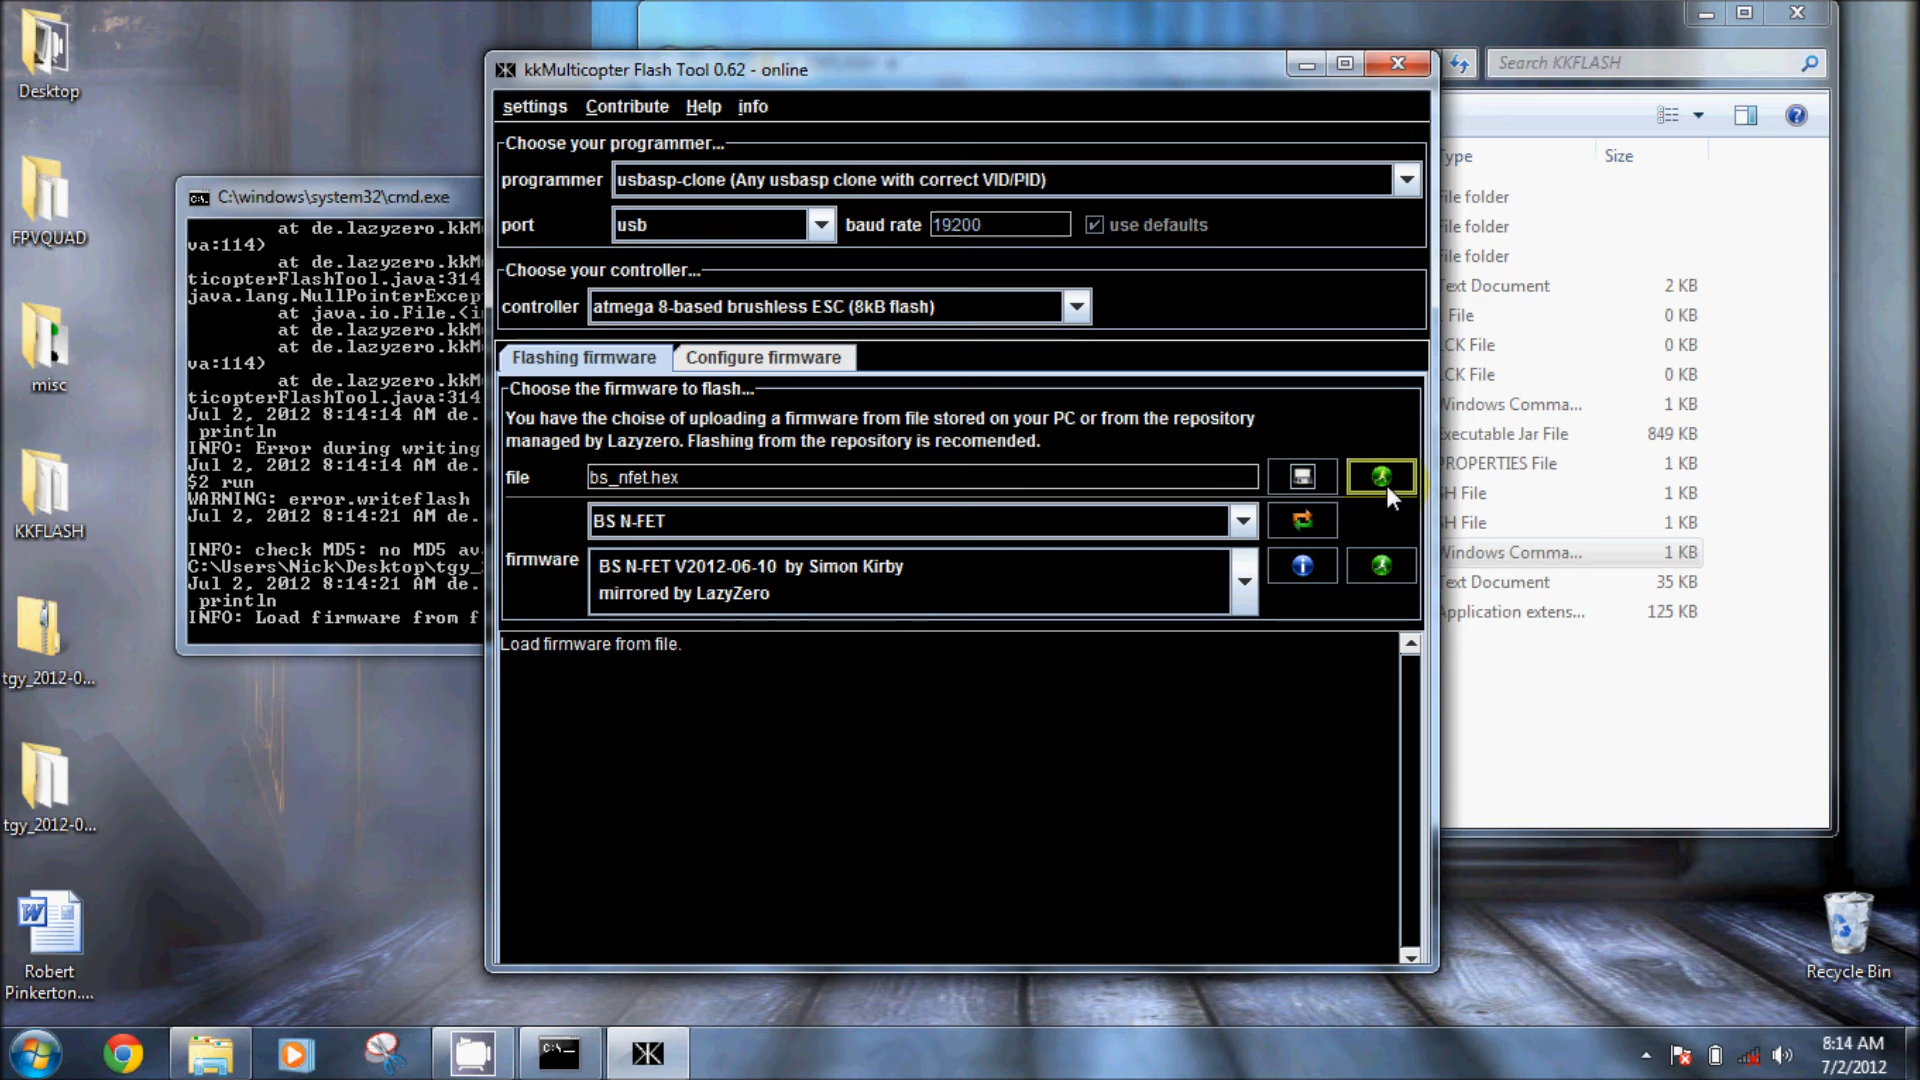 Desktop
FPVQUAD
misc
KKFLASH
tgy_2012-0...
tgy_2012-0...
Robert
Pinkerton....
C:\windows\system32\cmd.exe
at de.lazyzero.kkM
va:114)
at de.lazyzero.kkM
ticopterFlashTool.java:314
java.lang.NullPointerExcep
at java.io.File.<i
at de.lazyzero.kkM
at de.lazyzero.kkM
va:114)
at de.lazyzero.kkM
ticopterFlashTool.java:314
Jul 2, 2012 8:14:14 AM de.
println
INFO: Error during writing
Jul 2, 2012 8:14:14 AM de.
$2 run
WARNING: error.writeflash
Jul 2, 2012 8:14:21 AM de.
INFO: check MD5: no MD5 av
C:\Users\Nick\Desktop\tgy_
Jul 2, 2012 8:14:21 AM de.
println
INFO: Load firmware from f
kkMulticopter Flash Tool 0.62 - online
settings Contribute Help info
Choose your programmer...
programmer usbasp-clone (Any usbasp clone with correct VID/PID)
port usb baud rate 19200 use defaults
Choose your controller...
controller atmega 8-based brushless ESC (8kB flash)
Flashing firmware Configure firmware
Choose the firmware to flash...
You have the choise of uploading a firmware from file stored on your PC or from the repository
managed by Lazyzero. Flashing from the repository is recomended.
file bs_nfet.hex
BS N-FET
firmware BS N-FET V2012-06-10 by Simon Kirby
mirrored by LazyZero
Load firmware from file.
Search KKFLASH
Type Size
File folder
File folder
File folder
Text Document 2 KB
File 0 KB
CK File 0 KB
CK File 0 KB
Windows Comma... 1 KB
Executable Jar File 849 KB
PROPERTIES File 1 KB
SH File 1 KB
SH File 1 KB
Windows Comma... 1 KB
Text Document 35 KB
Application extens... 125 KB
Recycle Bin
8:14 AM
7/2/2012